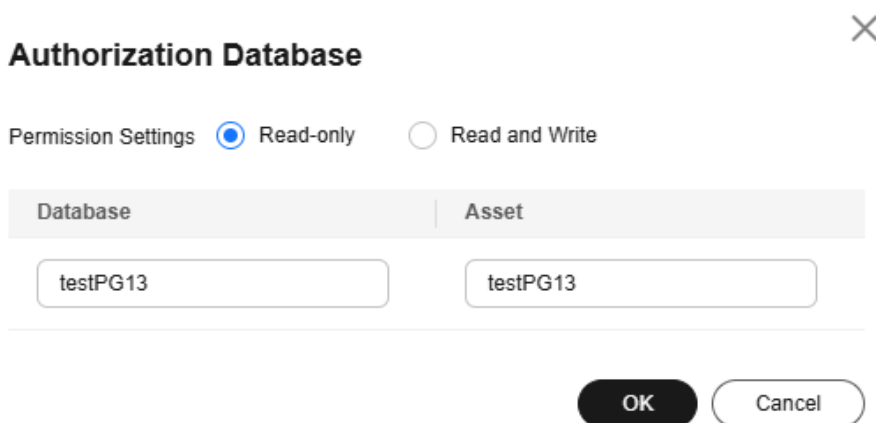 Authorization Database
Permission Settings Read-only Read and Write
Database Asset
testPG13 testPG13
OK Cancel